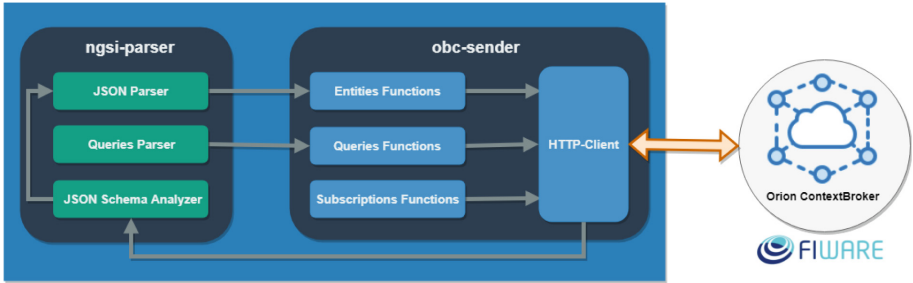 ngsi-parser
obc-sender
JSON Parser
Entities Functions
Queries Parser
Queries Functions
HTTP-Client
JSON Schema Analyzer
Subscriptions Functions
Orion ContextBroker
FIWARE